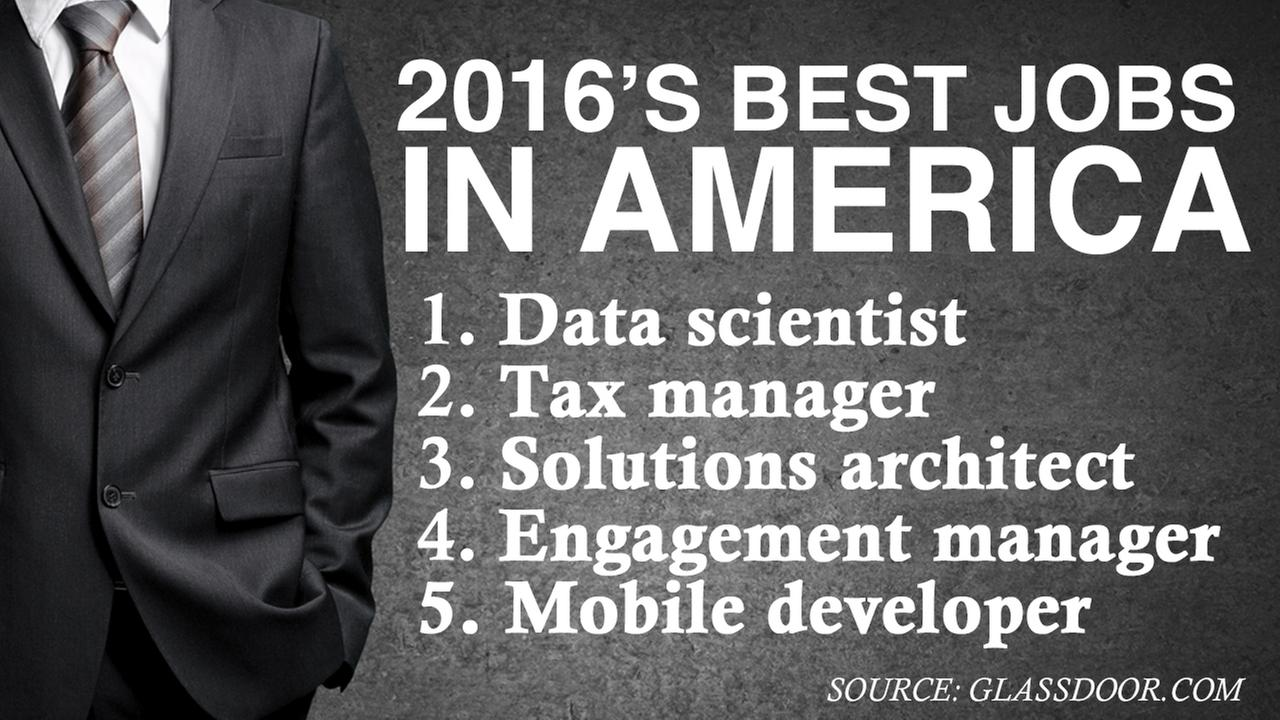 2016’S BEST JOBS
IN AMERICA
1. Data scientist
2. Tax manager
3. Solutions architect
4. Engagement manager
5. Mobile developer
SOURCE: GLASSDOOR.COM